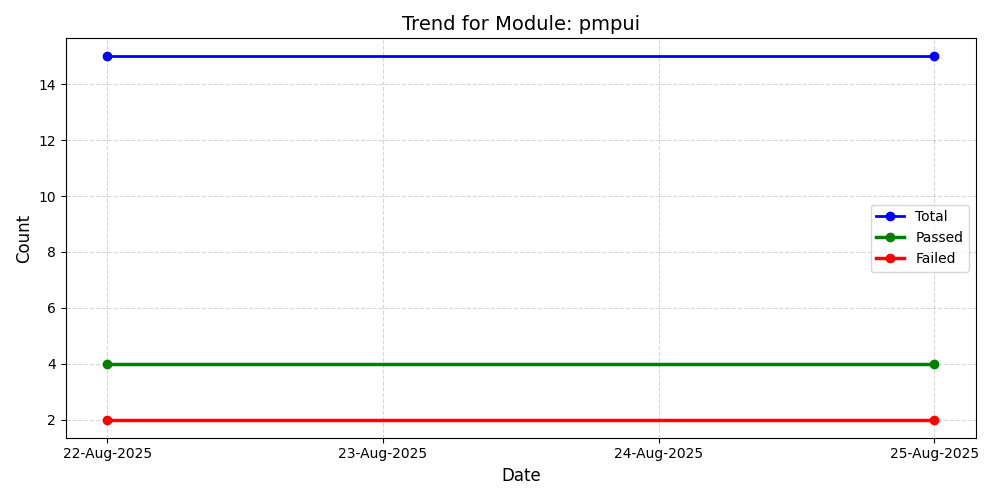 Trend for Module: pmpui
Count
14
12
10
8
6
4
2
Total
Passed
Failed
22-Aug-2025
23-Aug-2025
24-Aug-2025
25-Aug-2025
Date